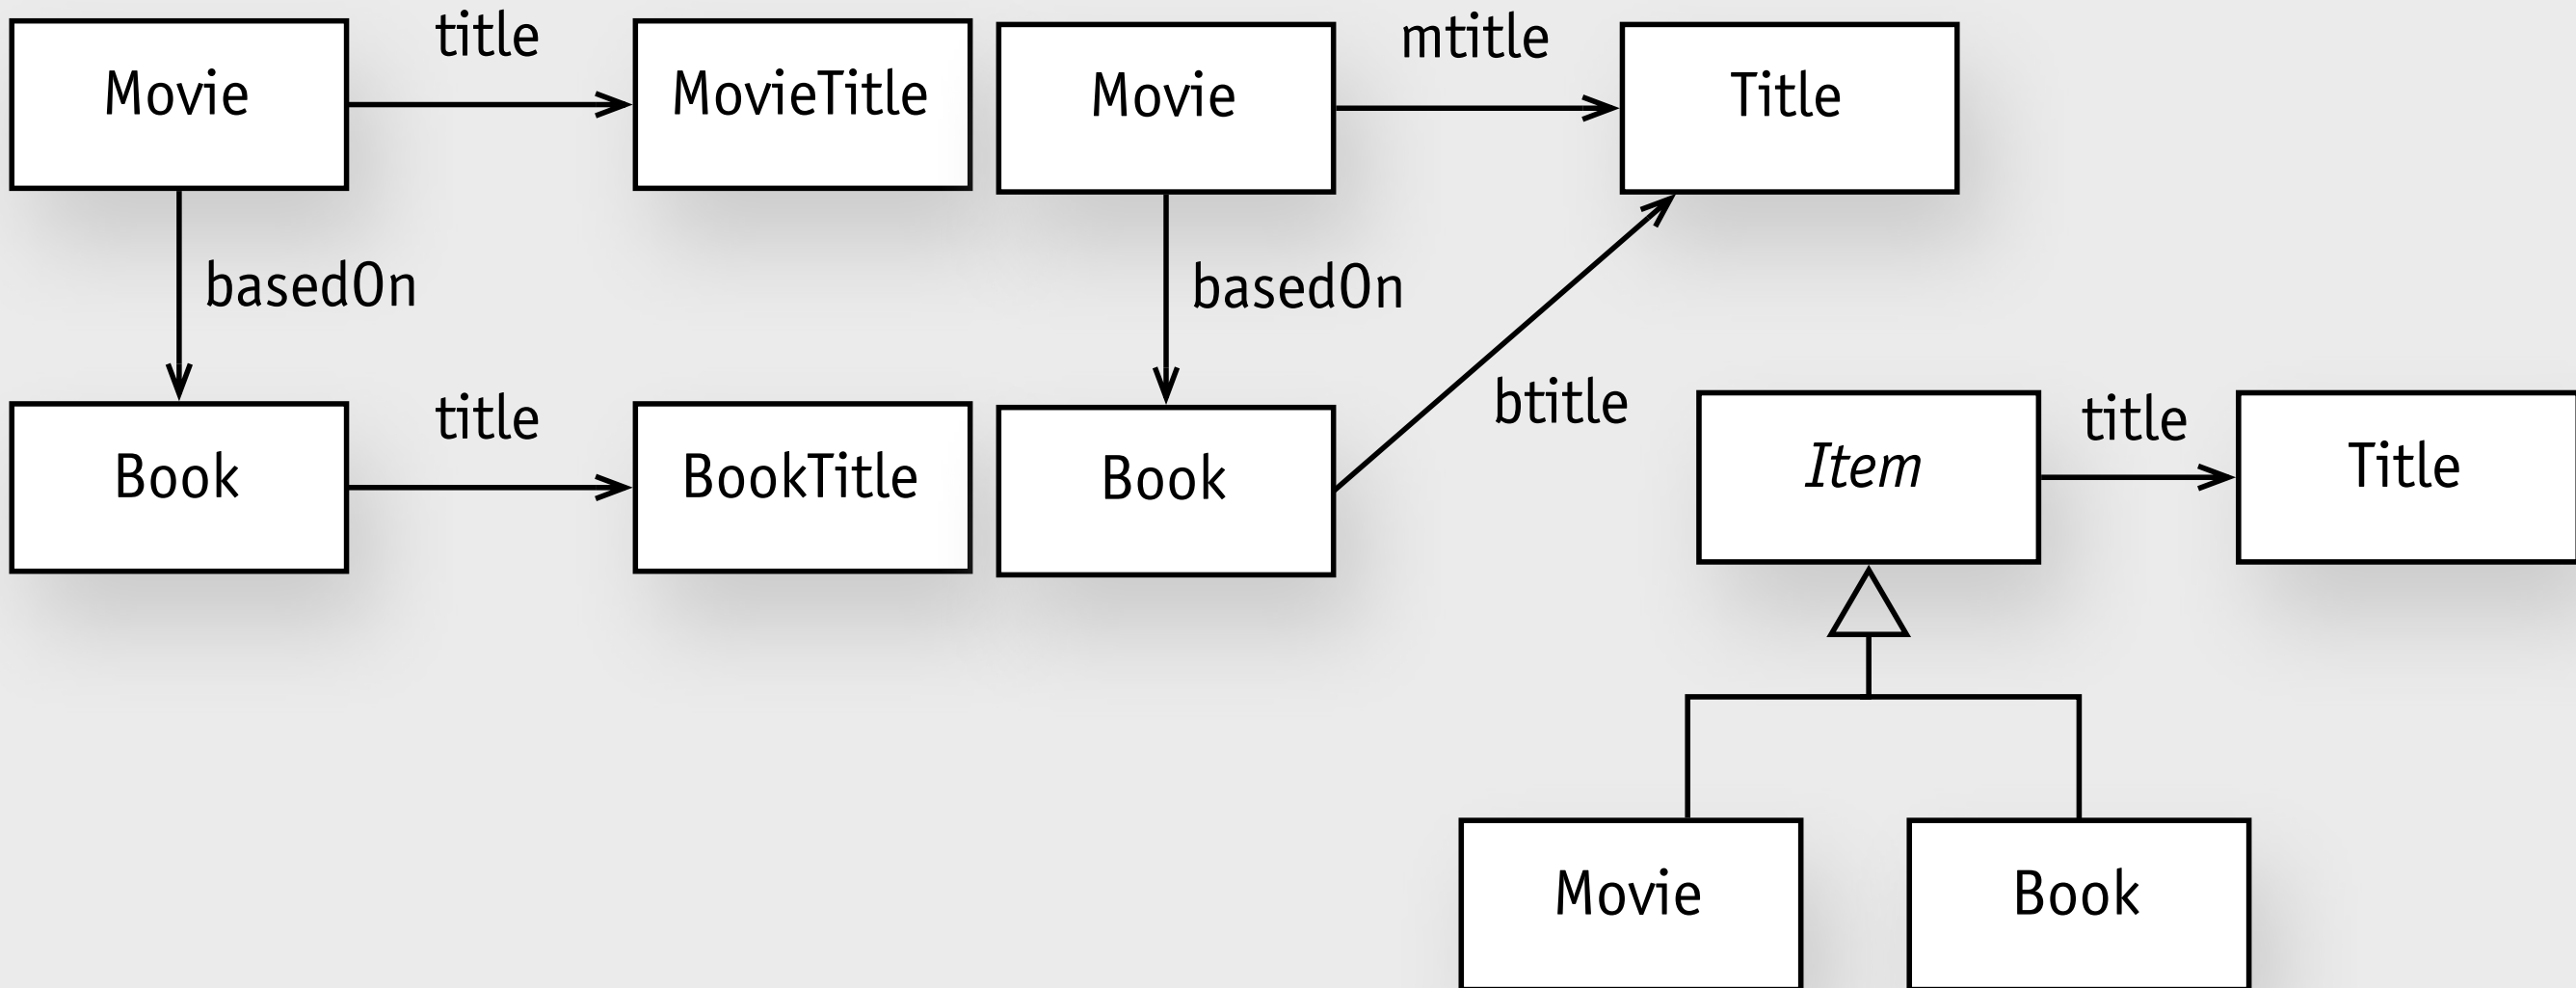 title
Movie
MovieTitle
basedOn
title
Book
BookTitle
mtitle
Movie
Title
basedOn
btitle
Book
title
Item
Title
Movie
Book